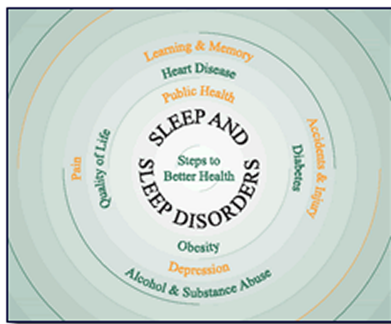 Learning & Memory
Heart Disease
Public Health
SLEEP AND
SLEEP DISORDERS
Steps to
Better Health
Pain
Quality of Life
Diabetes
Accidents & Injury
Obesity
Depression
Alcohol & Substance Abuse